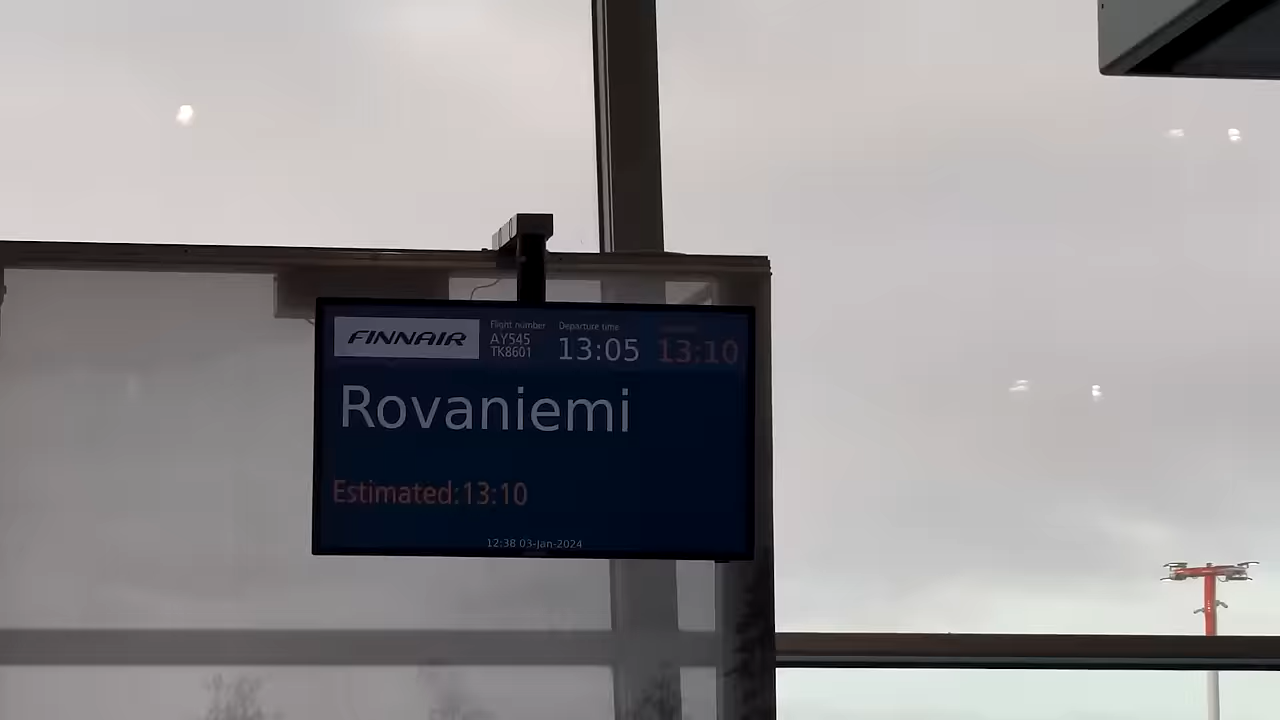 FINNAIR
Flight number
AY545
TK8601
Departure time
13:05
13:10
Rovaniemi
Estimated:13:10
12:38 03-Jan-2024